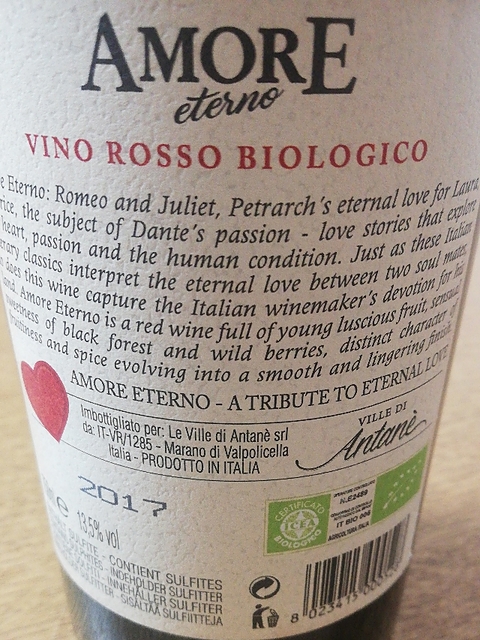 AMORE
eterno
VINO ROSSO BIOLOGICO
Eterno: Romeo and Juliet, Petrarch's eternal love for Laura,
the subject of Dante's passion - love stories that explore
heart, passion and the human condition. Just as these Italian
classics interpret the eternal love between two soul mates,
does this wine capture the Italian winemaker's devotion for his
Amore Eterno is a red wine full of young luscious fruit,
of black forest and wild berries, distinct character of
and spice evolving into a smooth and lingering finish.
AMORE ETERNO - A TRIBUTE TO ETERNAL LOVE
Imbottigliato per: Le Ville di Antanè srl
da: IT-VR/1285 - Marano di Valpolicella
Italia - PRODOTTO IN ITALIA
VILLE DI
Antanè
2017
e 13,5% vol
CERTIFICATO
ICEA
BIOLOGICO
N.E2469
IT BIO 006
AGRICOLTURA ITALIA
- CONTIENT SULFITES
- INDEHOLDER SULFITTER
- INNEHÅLLER SULFITER
- SISÄLTÄÄ SULFIITTEJA